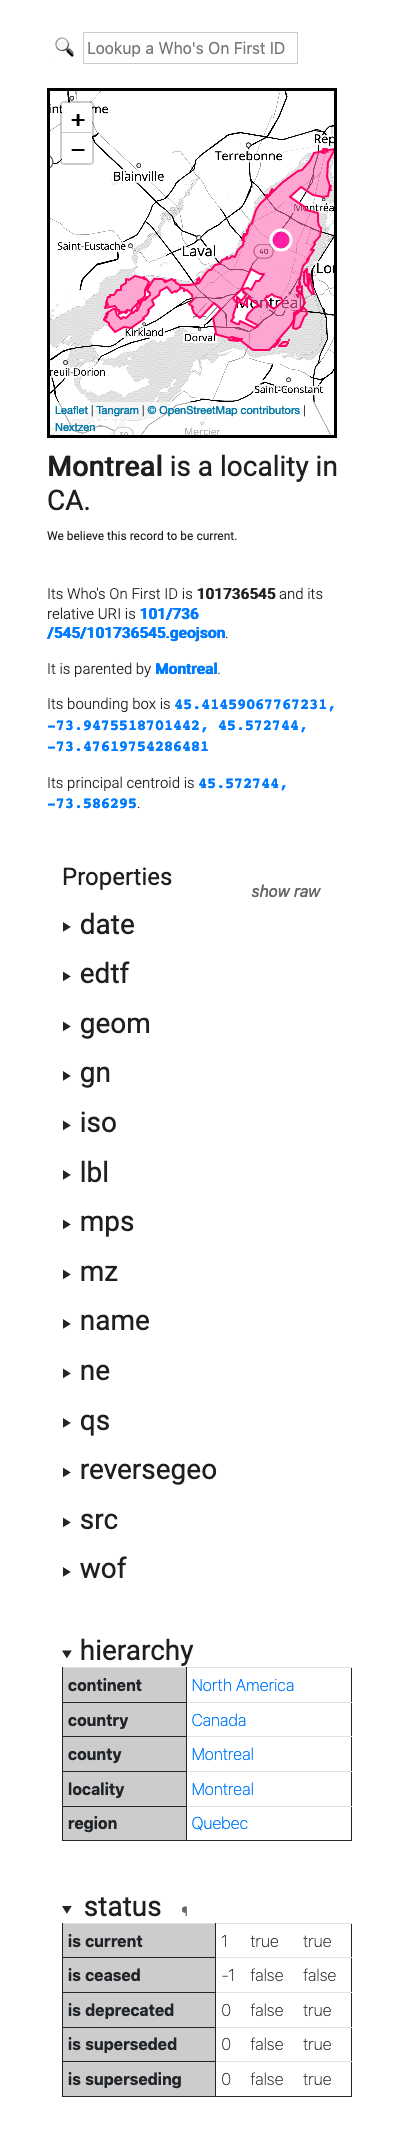 Lookup a Who's On First ID
+
−
Terrebonne
Blainville
Saint-Eustache
Laval
40
Montréal
Kirkland
Dorval
Saint-Constant
Mercier
Leaflet | Tangram | © OpenStreetMap contributors |
Nextzen
Montreal is a locality in
CA.
We believe this record to be current.
Its Who's On First ID is 101736545 and its
relative URI is 101/736
/545/101736545.geojson.
It is parented by Montreal.
Its bounding box is 45.41459067767231,
-73.9475518701442, 45.572744,
-73.47619754286481
Its principal centroid is 45.572744,
-73.586295.
Properties
show raw
date
edtf
geom
gn
iso
lbl
mps
mz
name
ne
qs
reversegeo
src
wof
hierarchy
continent North America
country Canada
county Montreal
locality Montreal
region Quebec
status ¶
is current 1 true true
is ceased -1 false false
is deprecated 0 false true
is superseded 0 false true
is superseding 0 false true